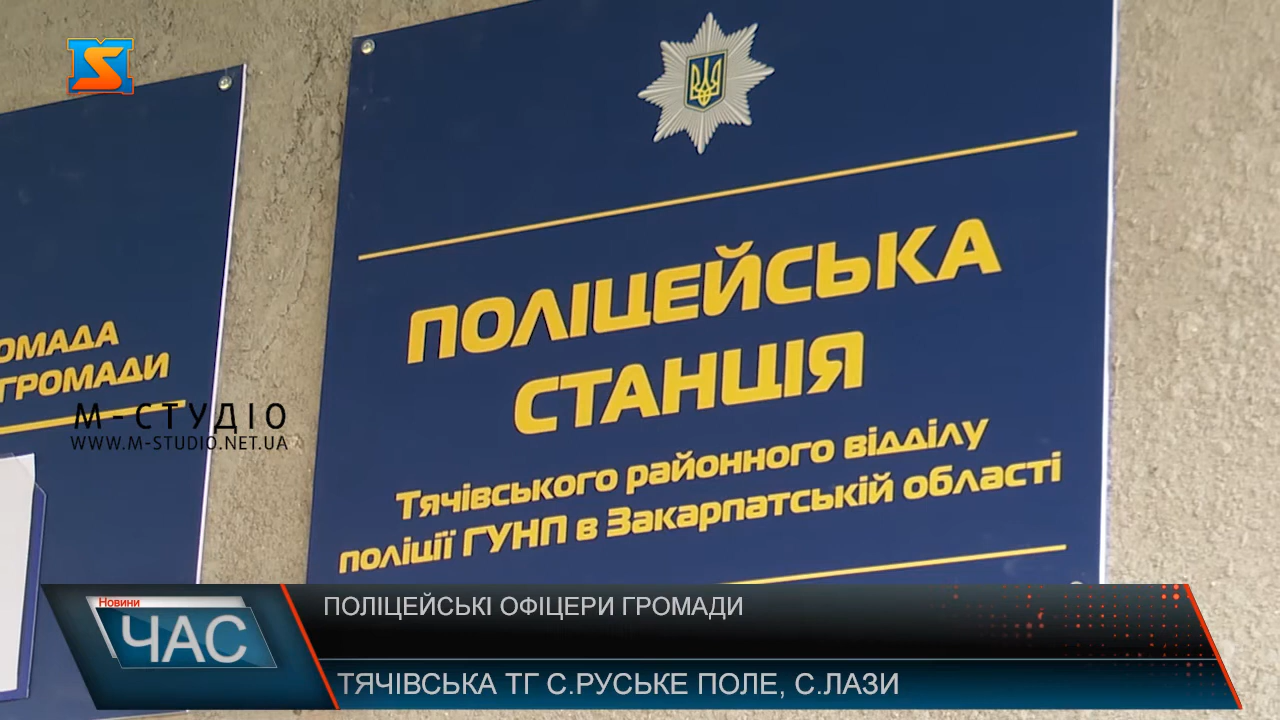 ПОЛІЦЕЙСЬКА
СТАНЦІЯ
Тячівського районного відділу
поліції ГУНП в Закарпатській області
ГРОМАДИ
М-СТУДІО
WWW.M-STUDIO.NET.UA
Новини
ЧАС
ПОЛІЦЕЙСЬКІ ОФІЦЕРИ ГРОМАДИ
ТЯЧІВСЬКА ТГ С.РУСЬКЕ ПОЛЕ, С.ЛАЗИ